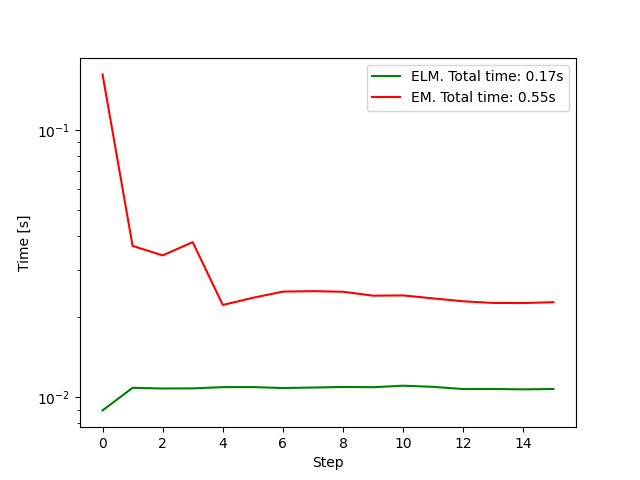 ELM. Total time: 0.17s
EM. Total time: 0.55s
Time [s]
10⁻¹
10⁻²
0 2 4 6 8 10 12 14
Step